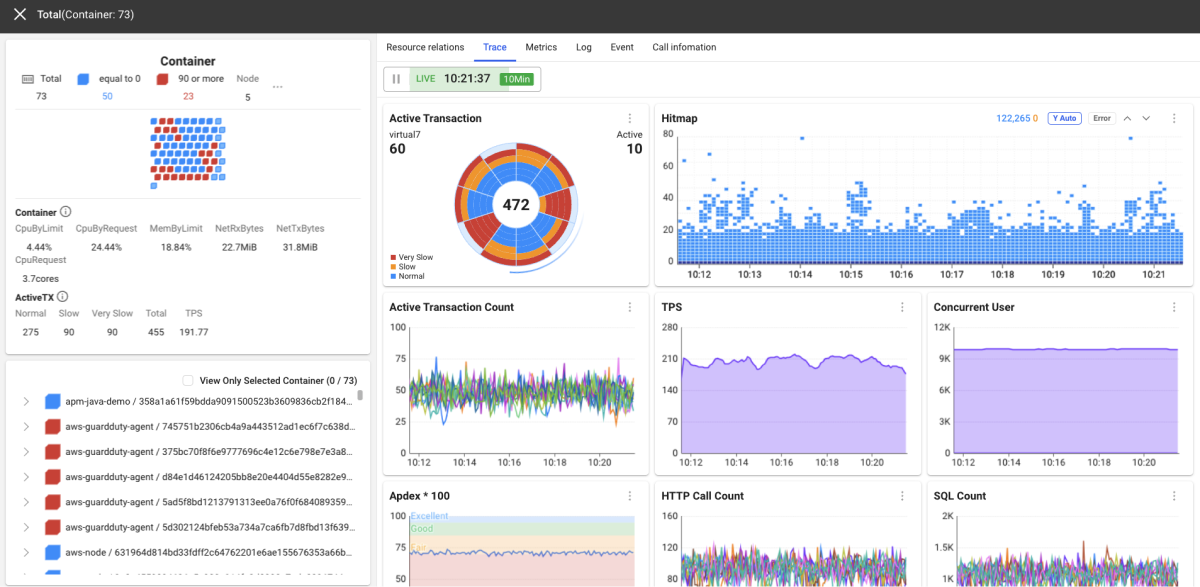 Total(Container: 73)
Container
Total equal to 0 90 or more Node ...
73 50 23 5
Container
CpuByLimit CpuByRequest MemByLimit NetRxBytes NetTxBytes
4.44% 24.44% 18.84% 22.7MiB 31.8MiB
CpuRequest
3.7cores
ActiveTX
Normal Slow Very Slow Total TPS
275 90 90 455 191.77
View Only Selected Container (0 / 73)
apm-java-demo / 358a1a61f59bdda9091500523b3609836cb2f184...
aws-guardduty-agent / 745751b2306cb4a9a443512ad1ec6f7c638d...
aws-guardduty-agent / 375bc70f8f6e9777696c4e12c6e798e7e3a8...
aws-guardduty-agent / d84e1d46124205bb8e20e4404d55e8282e9...
aws-guardduty-agent / 5ad5f8bd1213791313ee0a76f0f684089359...
aws-guardduty-agent / 5d302124bfeb53a734a7ca6fb7d8fbd13f639...
aws-node / 631964d814bd33fdff2c64762201e6ae155676353a66b...
Resource relations Trace Metrics Log Event Call infomation
LIVE 10:21:37 10Min
Active Transaction
virtual7 Active
60 10
472
Very Slow
Slow
Normal
Hitmap 122,265 0 Y Auto Error
80
60
40
20
0
10:12 10:13 10:14 10:15 10:16 10:17 10:18 10:19 10:20 10:21
Active Transaction Count
100
75
50
25
0
10:12 10:14 10:16 10:18 10:20
TPS
280
210
140
70
0
10:12 10:14 10:16 10:18 10:20
Concurrent User
12K
9K
6K
3K
0
10:12 10:14 10:16 10:18 10:20
Apdex * 100
100
Excellent
Good
75
50
HTTP Call Count
160
120
80
SQL Count
2K
1.5K
1K